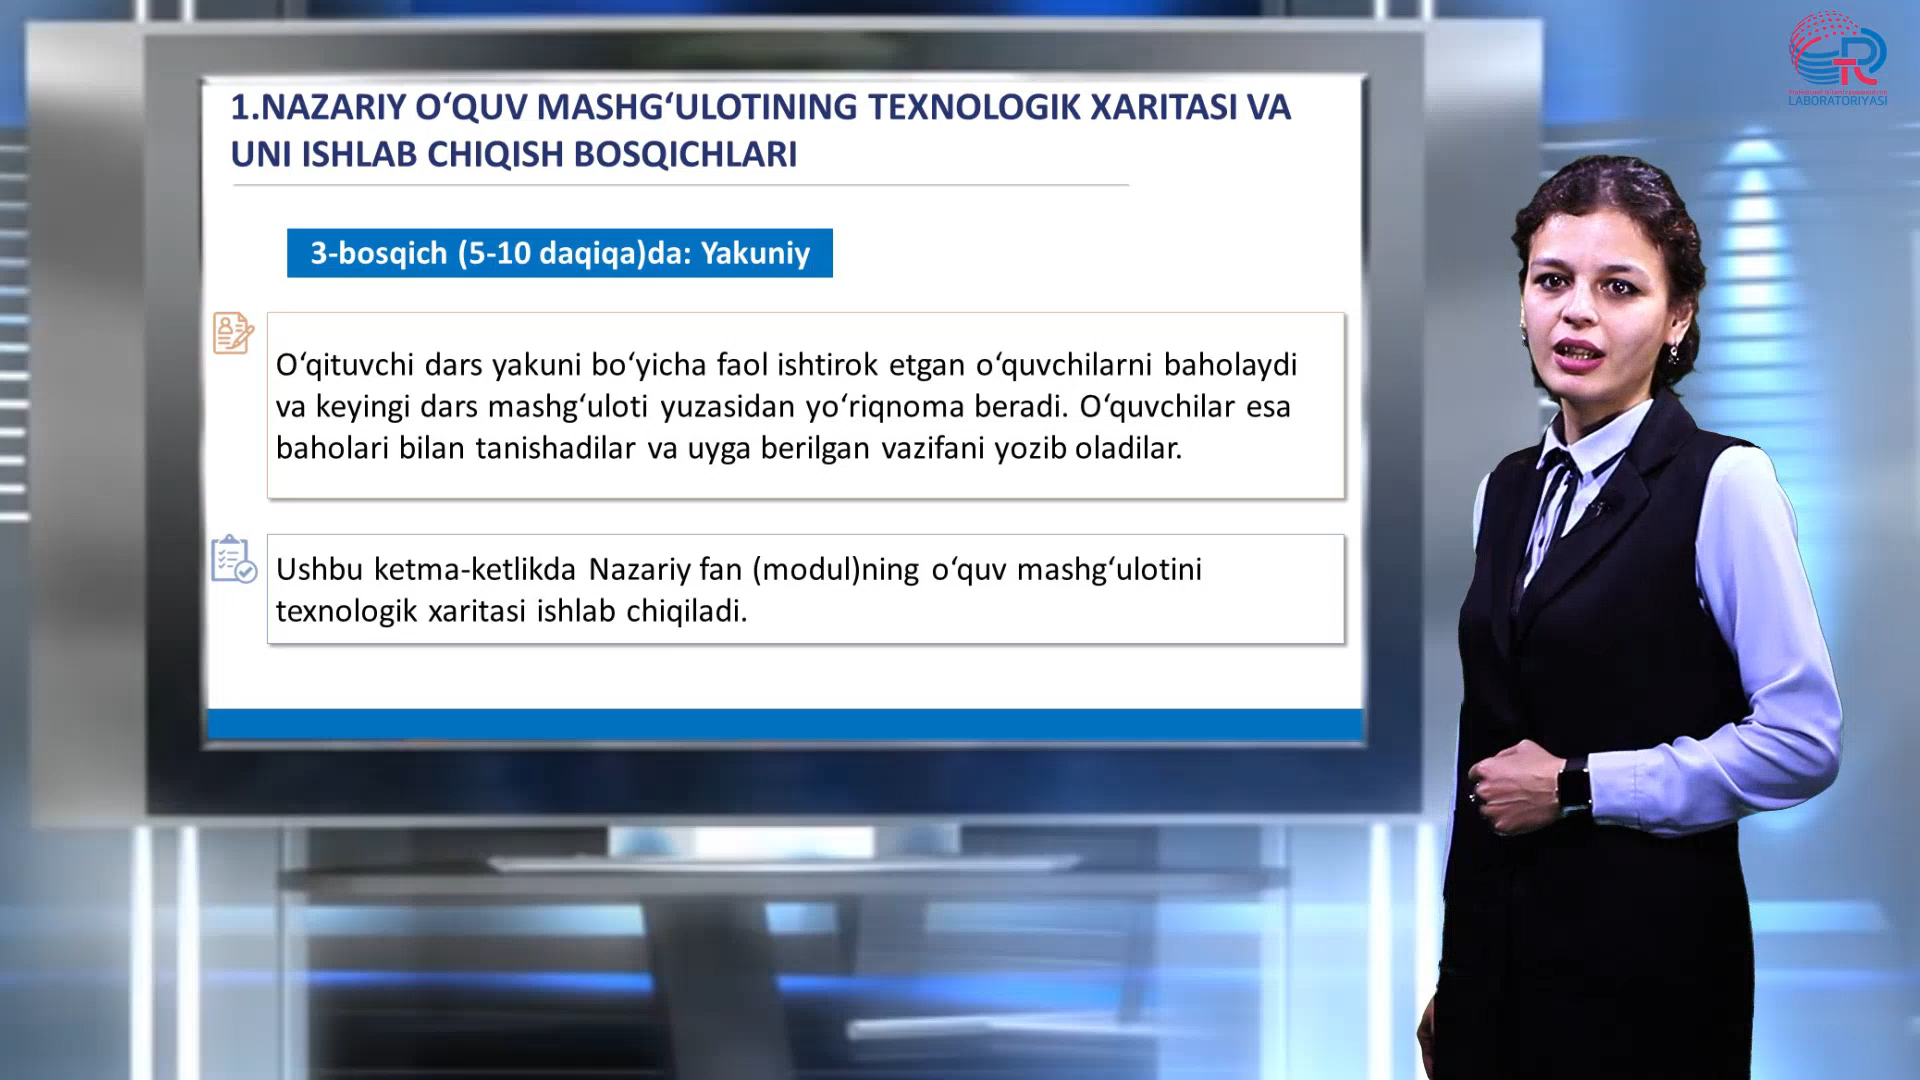 1.NAZARIY O‘QUV MASHG‘ULOTINING TEXNOLOGIK XARITASI VA
UNI ISHLAB CHIQISH BOSQICHLARI
3-bosqich (5-10 daqiqa)da: Yakuniy
O‘qituvchi dars yakuni bo‘yicha faol ishtirok etgan o‘quvchilarni baholaydi
va keyingi dars mashg‘uloti yuzasidan yo‘riqnoma beradi. O‘quvchilar esa
baholari bilan tanishadilar va uyga berilgan vazifani yozib oladilar.
Ushbu ketma-ketlikda Nazariy fan (modul)ning o‘quv mashg‘ulotini
texnologik xaritasi ishlab chiqiladi.
LABORATORIYASI